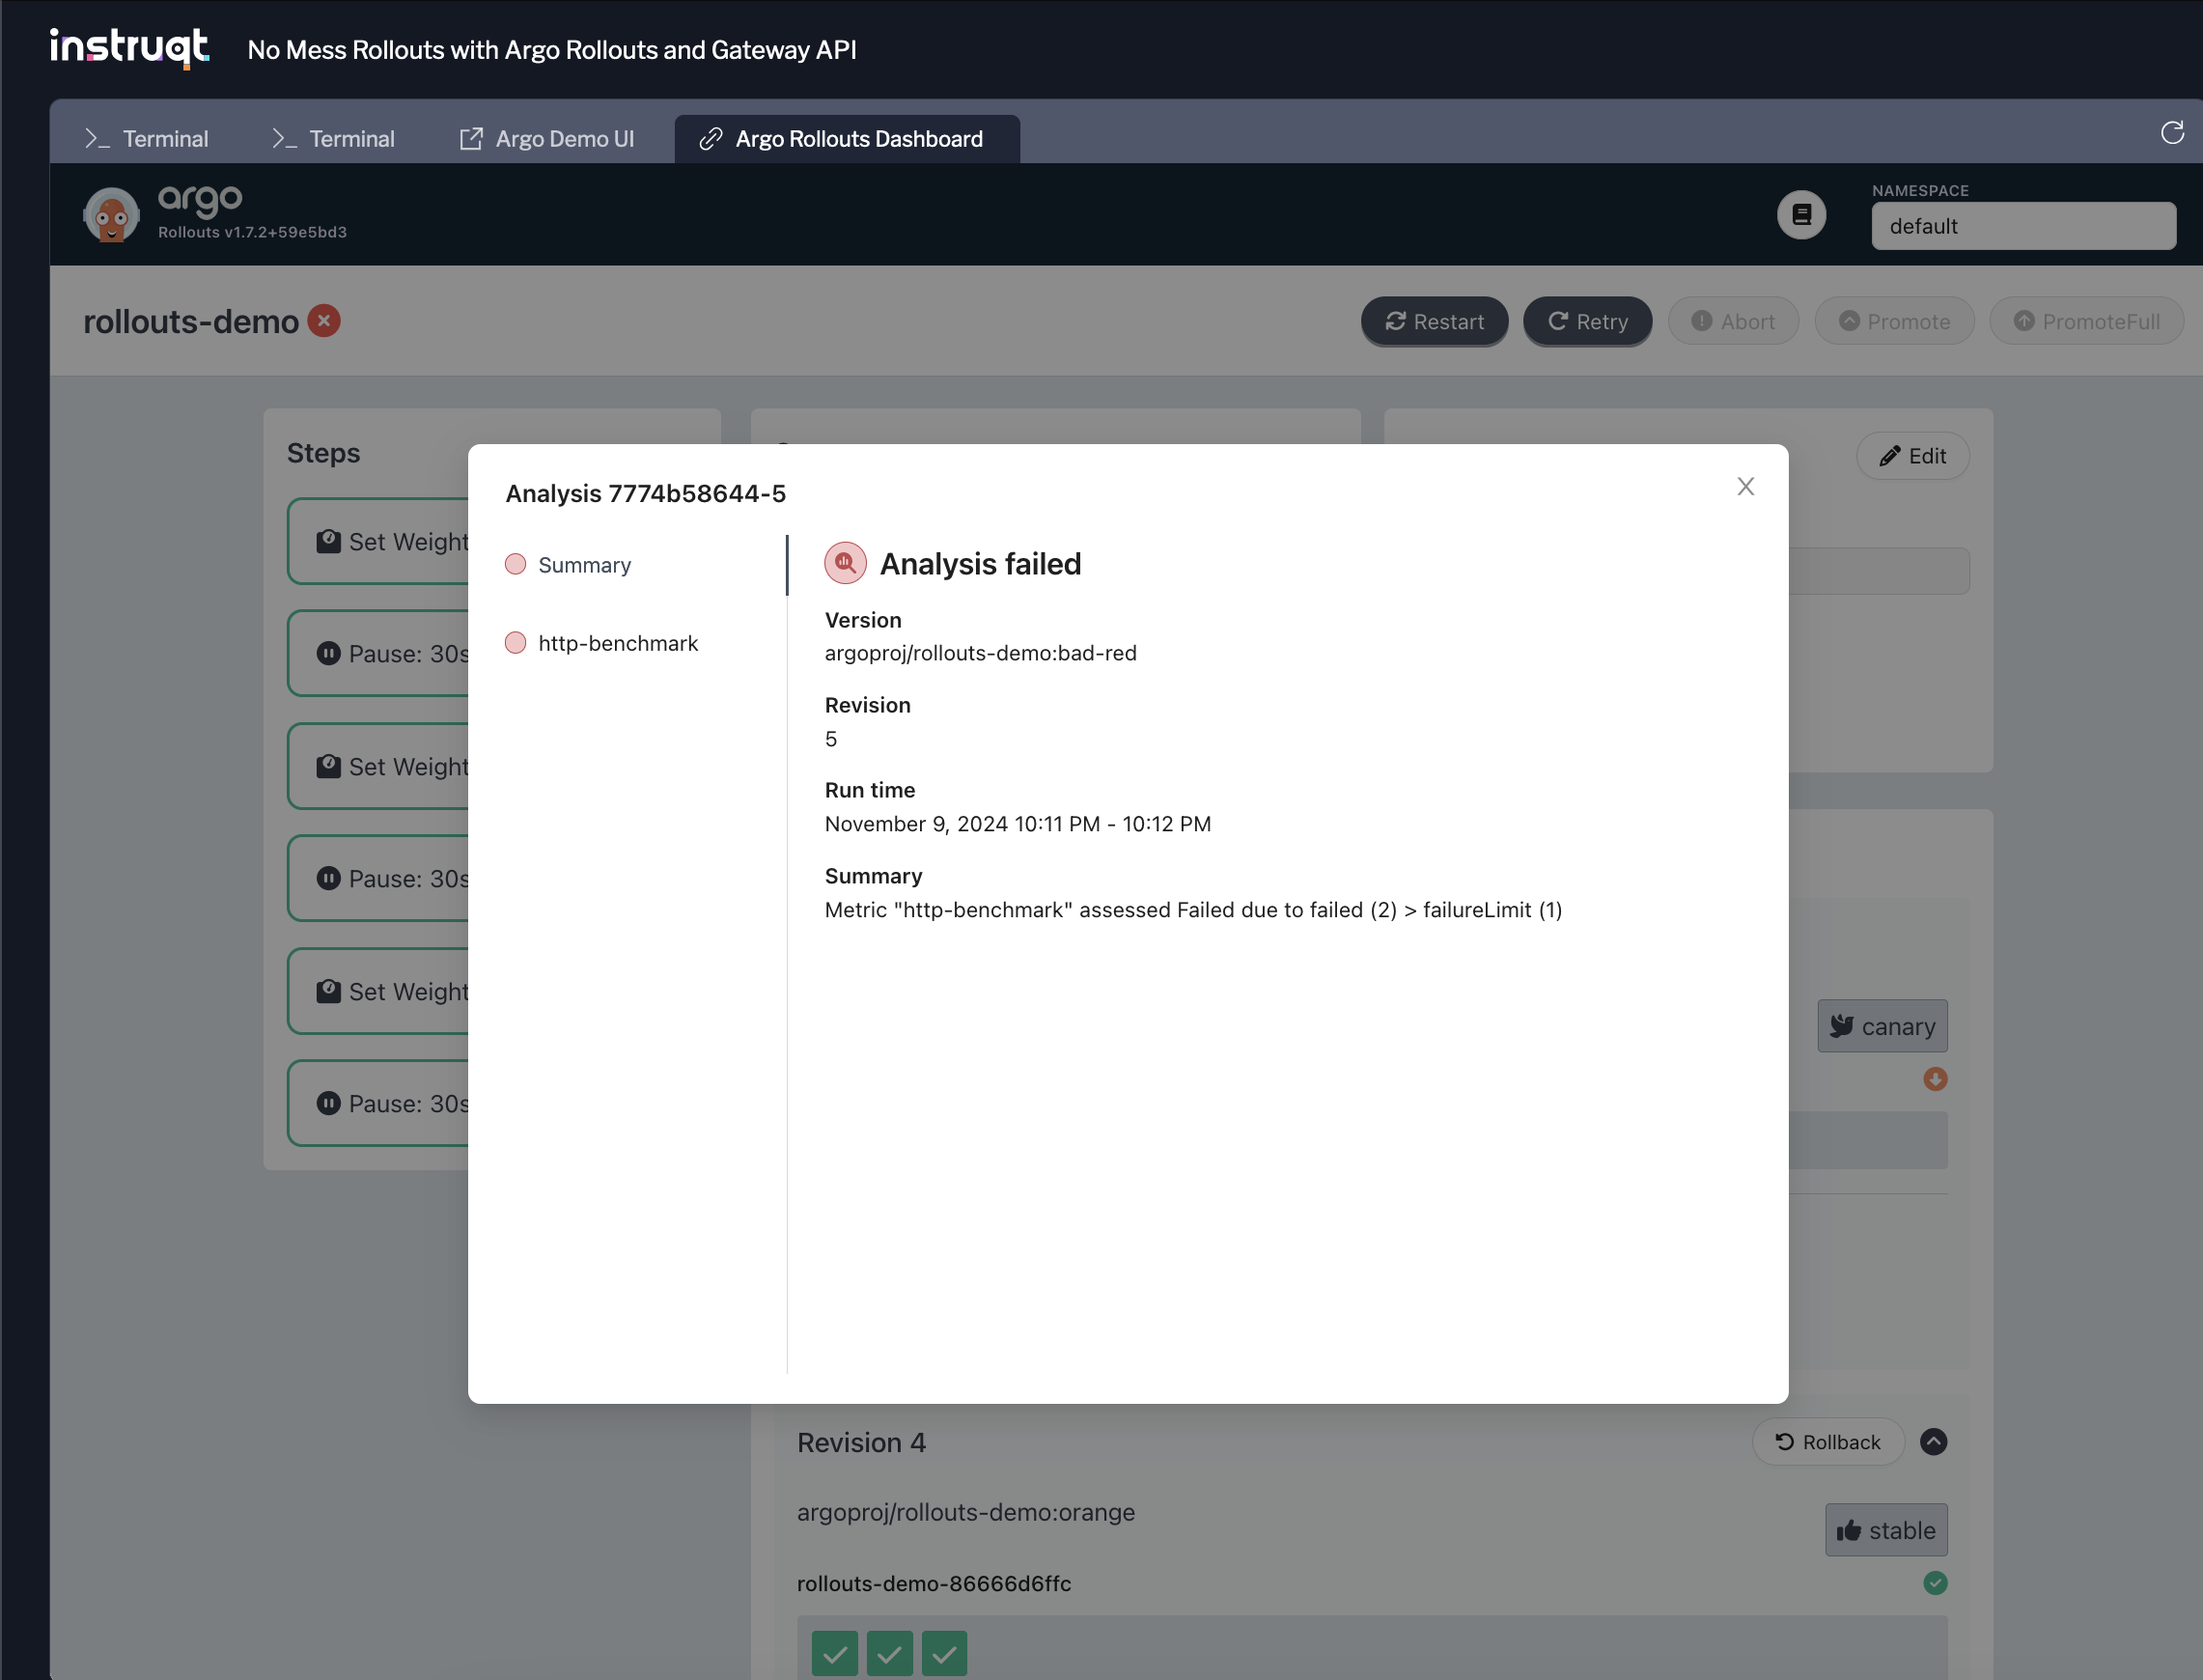 instruqt
No Mess Rollouts with Argo Rollouts and Gateway API
Terminal
Terminal
Argo Demo UI
Argo Rollouts Dashboard
argo
Rollouts v1.7.2+59e5bd3
NAMESPACE
default
rollouts-demo
Restart
Retry
Abort
Promote
PromoteFull
Steps
Set Weight
Pause: 30s
Set Weight
Pause: 30s
Set Weight
Pause: 30s
Edit
Analysis 7774b58644-5
X
Summary
http-benchmark
Analysis failed
Version
argoproj/rollouts-demo:bad-red
Revision
5
Run time
November 9, 2024 10:11 PM - 10:12 PM
Summary
Metric "http-benchmark" assessed Failed due to failed (2) > failureLimit (1)
canary
Revision 4
Rollback
argoproj/rollouts-demo:orange
stable
rollouts-demo-86666d6ffc